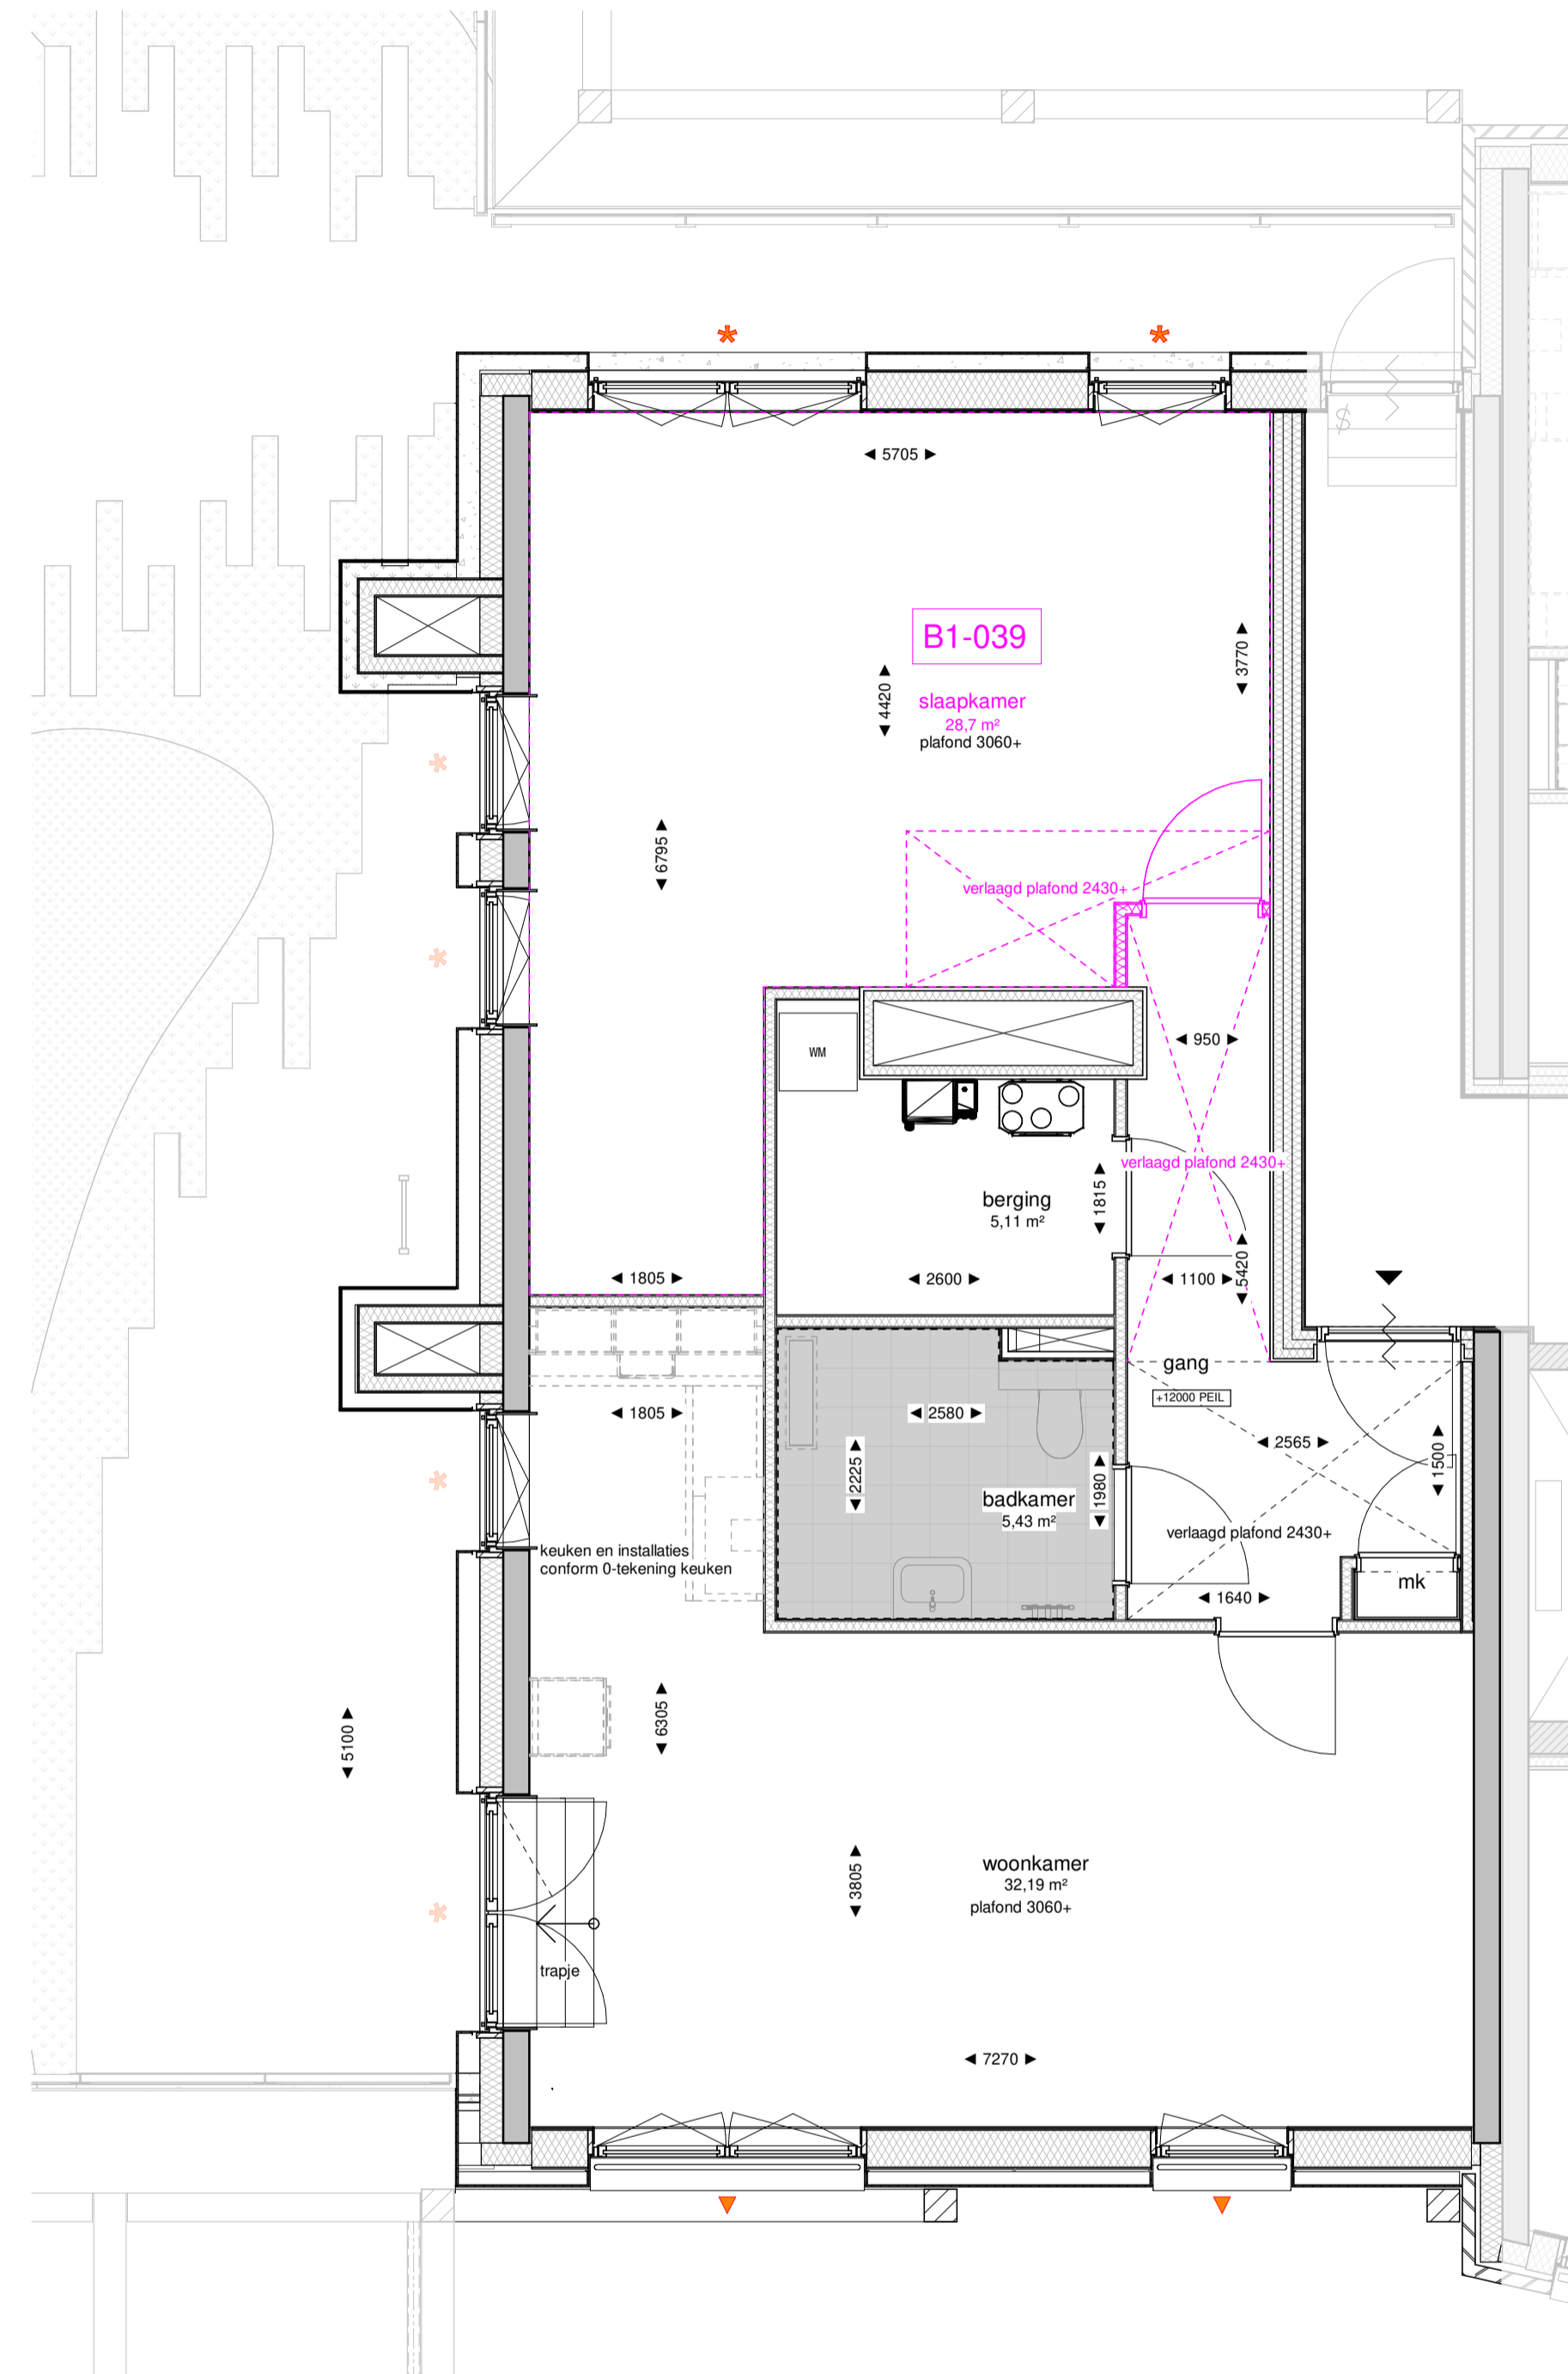 5705
B1-039
3770
4420
slaapkamer
28,7 m²
plafond 3060+
6795
verlaagd plafond 2430+
950
WM
verlaagd plafond 2430+
berging
5,11 m²
1815
5420
1805
2600
1100
gang
+12000 PEIL
1805
2580
2565
1500
2225
1980
badkamer
5,43 m²
verlaagd plafond 2430+
keuken en installaties
conform 0-tekening keuken
mk
1640
6305
5100
woonkamer
32,19 m²
plafond 3060+
3805
trapje
7270